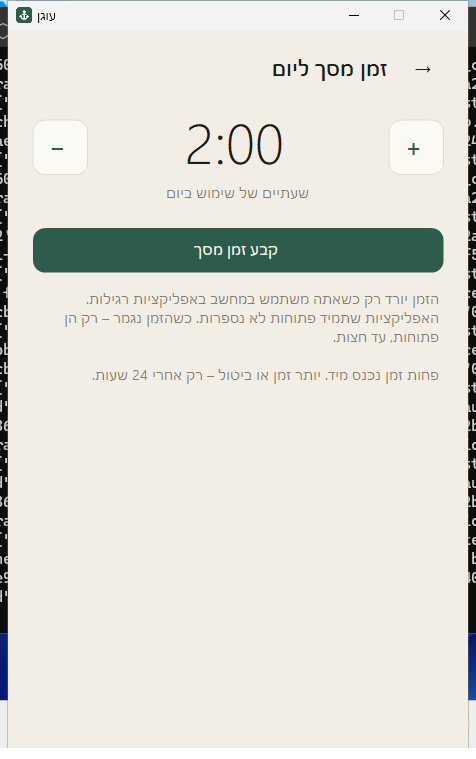 עוגן
זמן מסך ליום
→
2:00
+
−
שעתיים של שימוש ביום
קבע זמן מסך
הזמן יורד רק כשאתה משתמש במחשב באפליקציות רגילות.
האפליקציות שתמיד פתוחות לא נספרות. כשהזמן נגמר – רק הן
פתוחות, עד חצות.
פחות זמן נכנס מיד. יותר זמן או ביטול – רק אחרי 24 שעות.